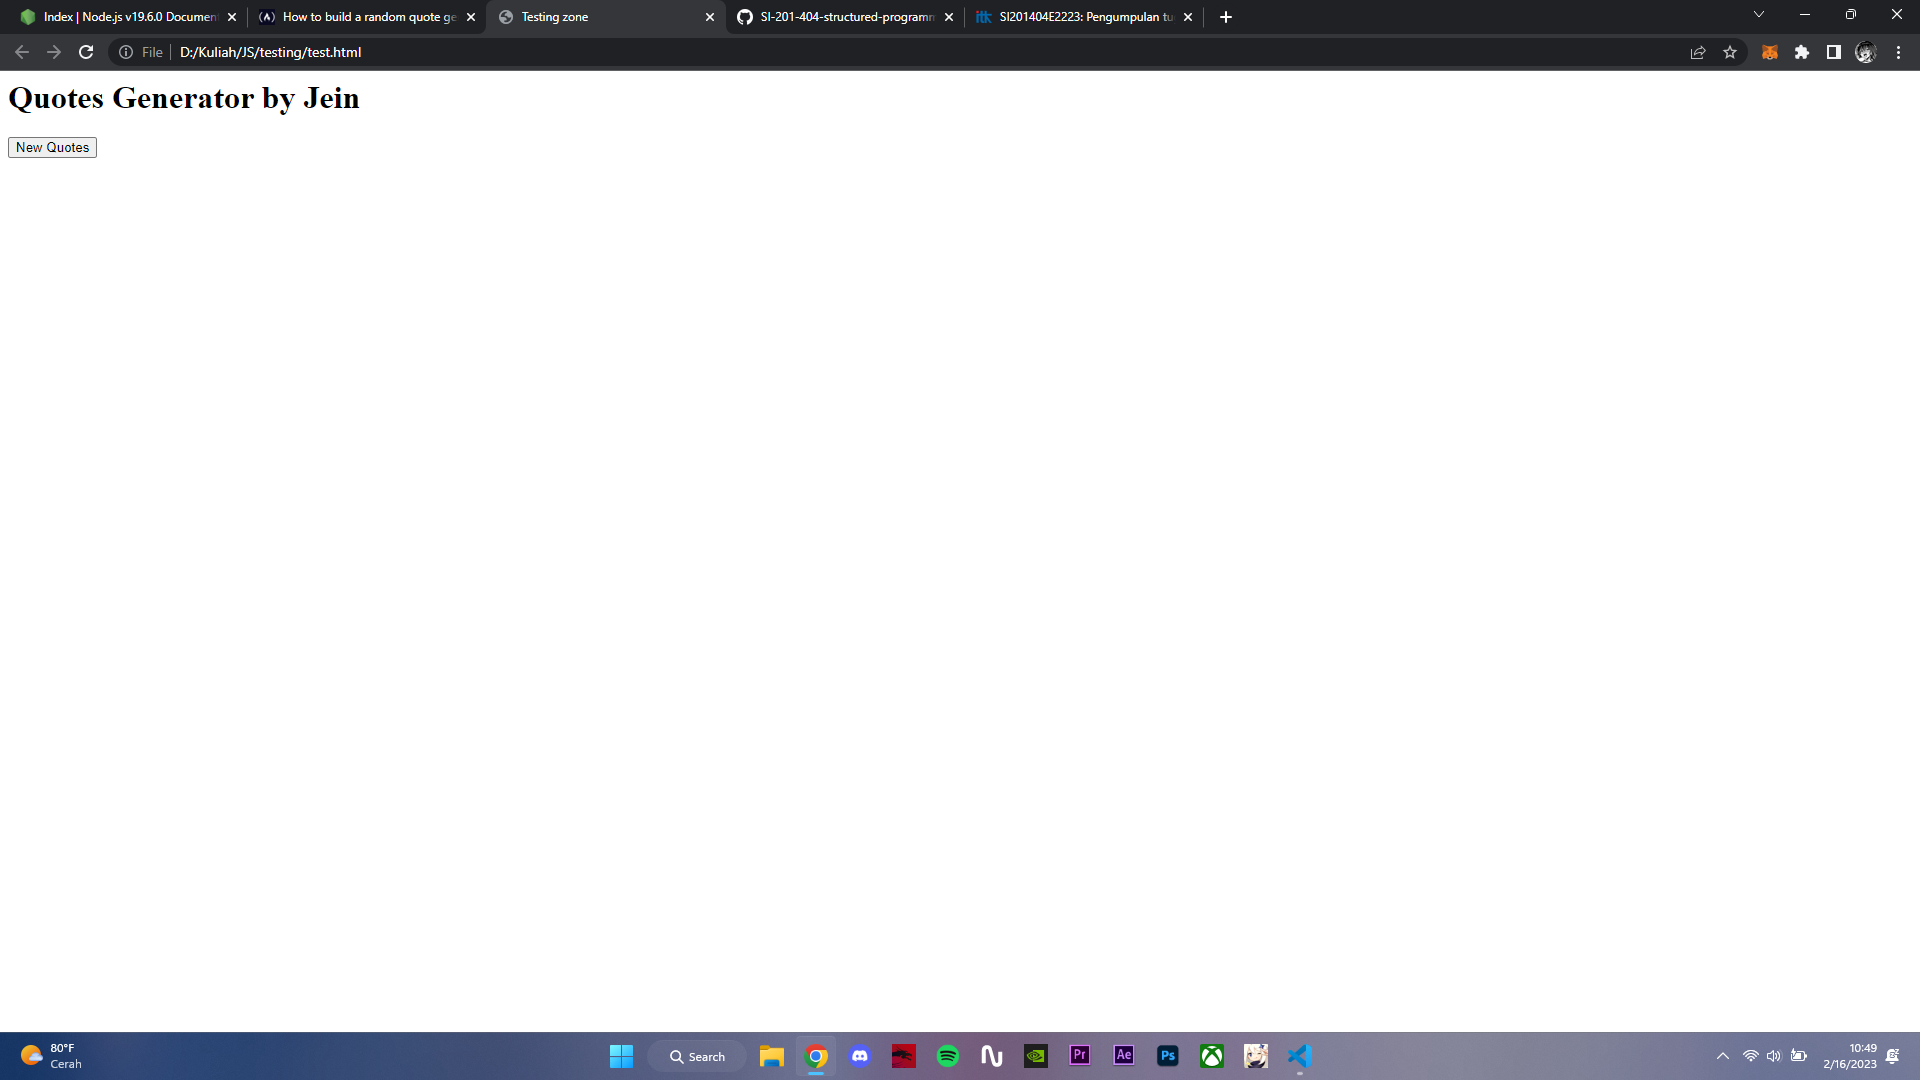 Index | Node.js v19.6.0 Document
How to build a random quote ge
Testing zone
SI-201-404-structured-programm
SI201404E2223: Pengumpulan tu
File
D:/Kuliah/JS/testing/test.html
Quotes Generator by Jein
New Quotes
80°F
Cerah
Search
Pr
Ae
Ps
10:49
2/16/2023